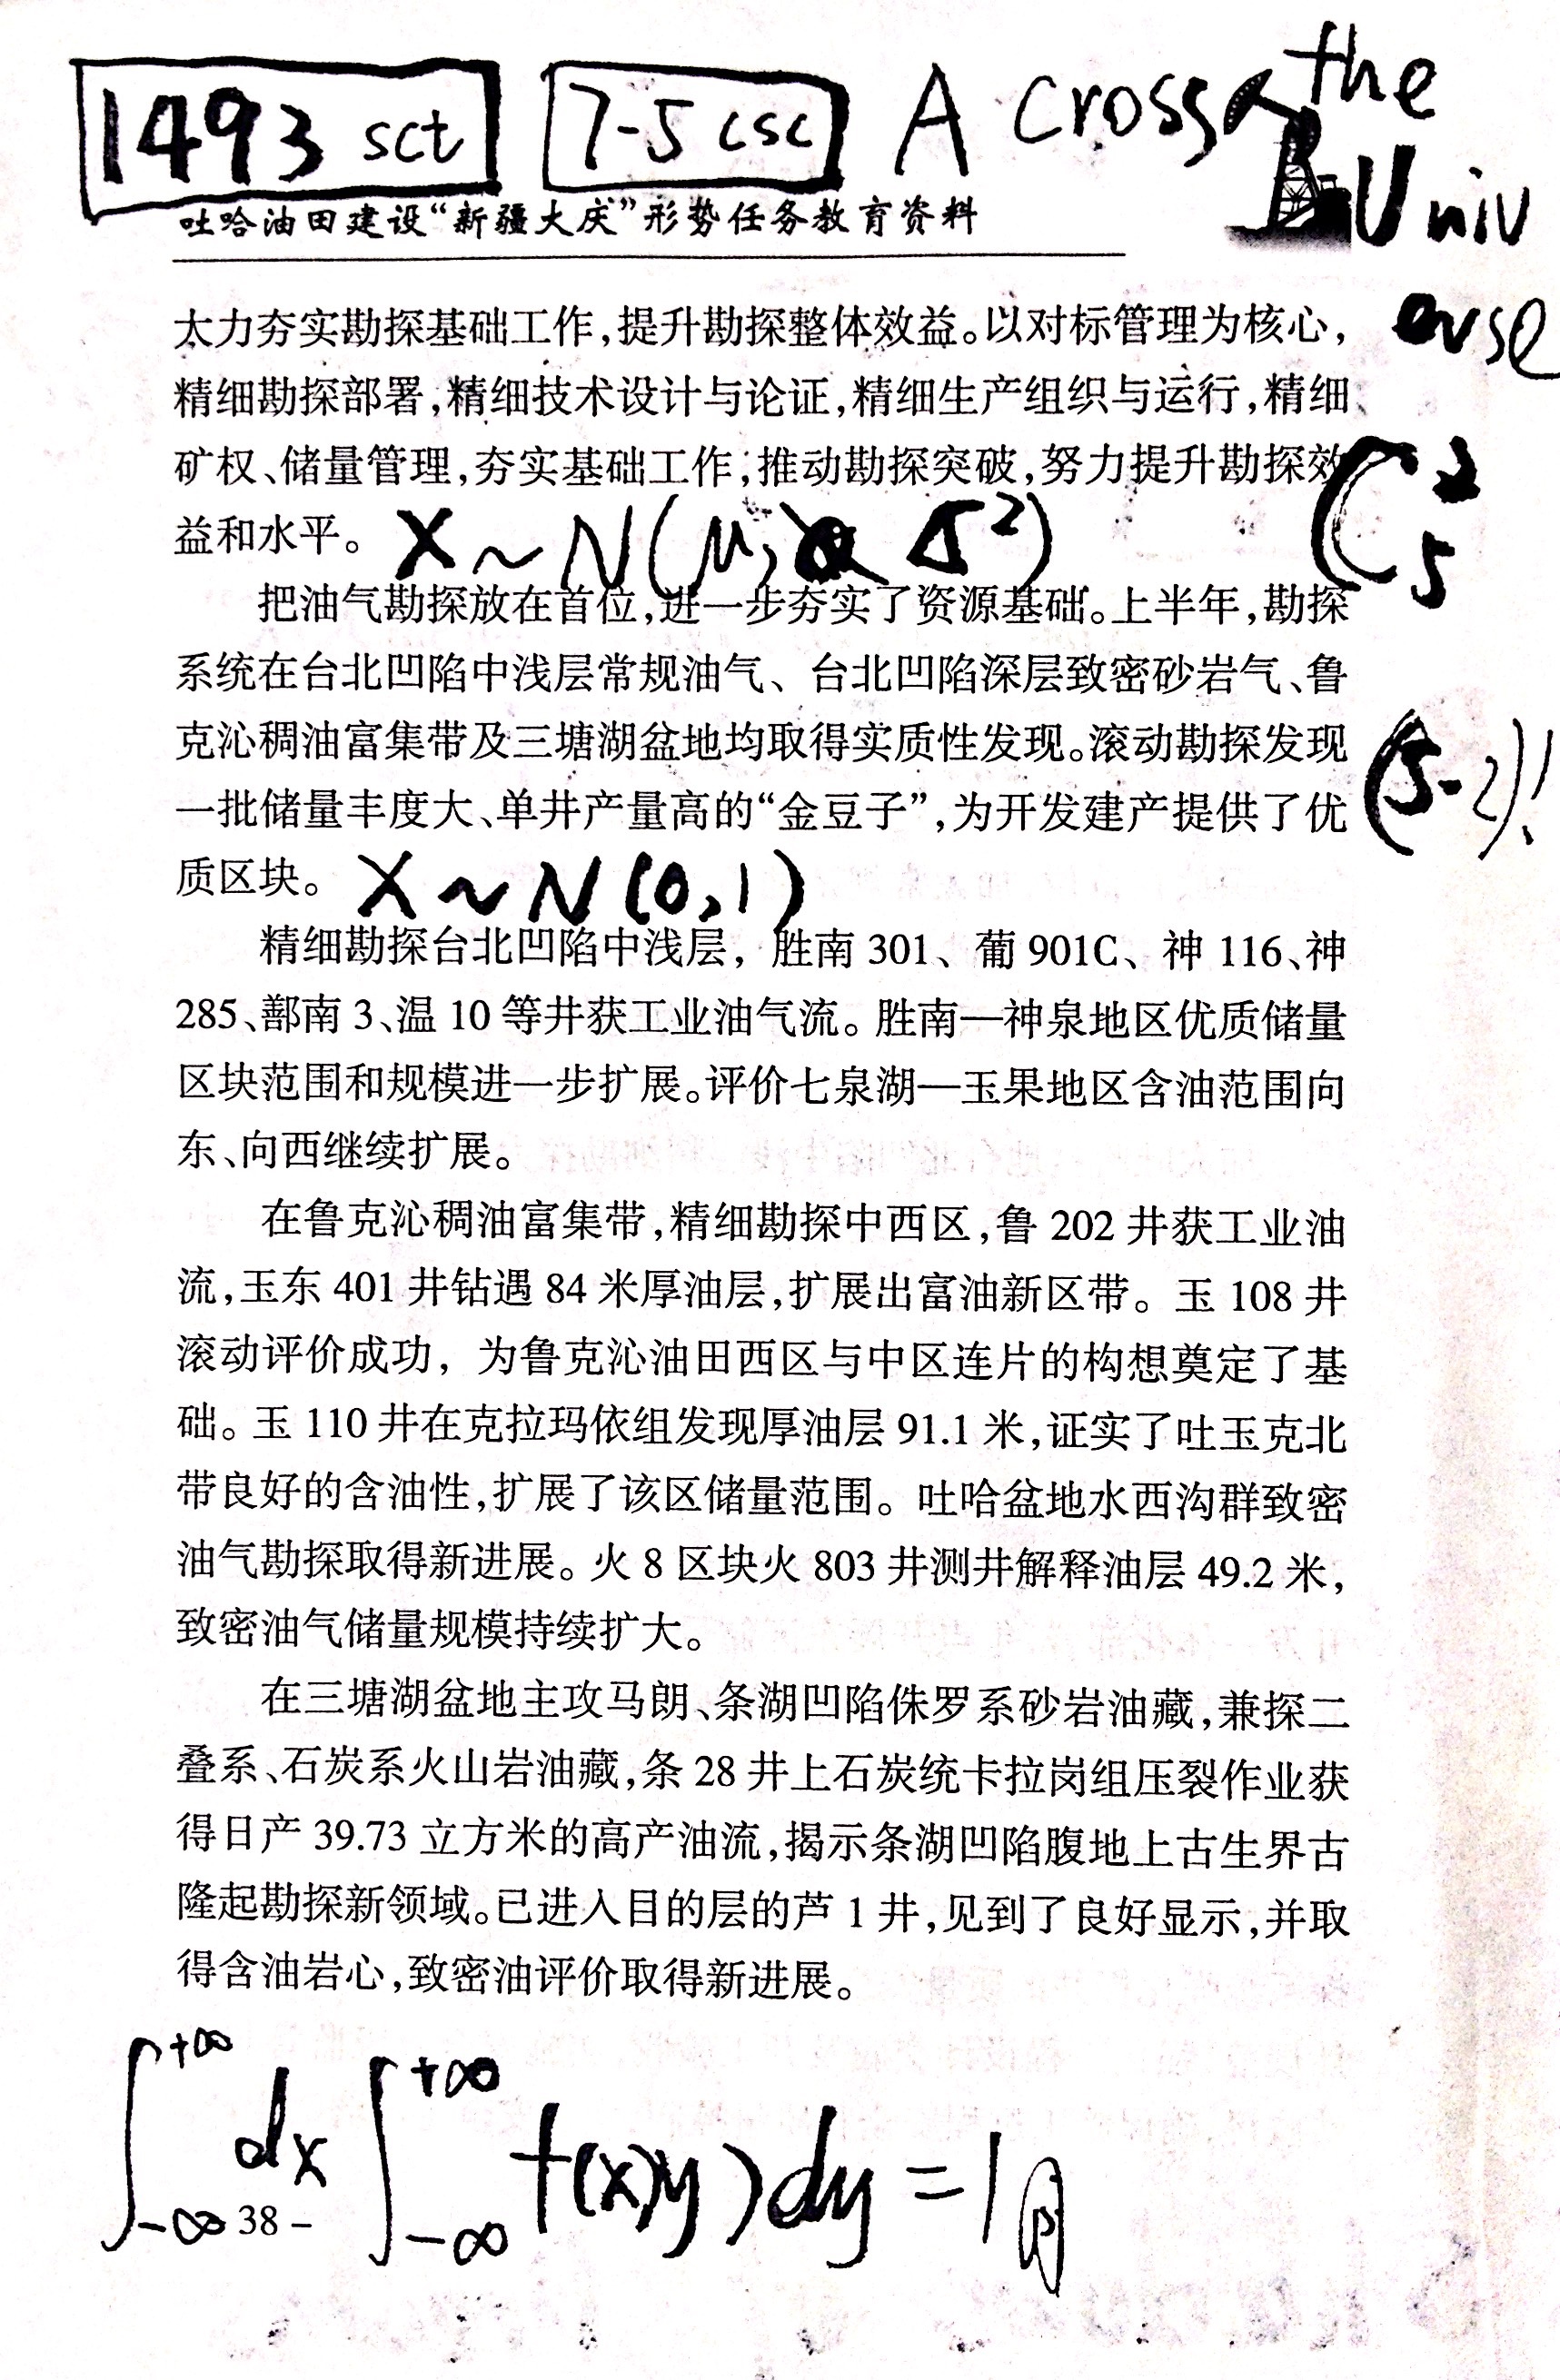 1493 sct 7-5 csc Across the
Univ
erse
吐哈油田建设“新疆大庆”形势任务教育资料
大力夯实勘探基础工作,提升勘探整体效益。以对标管理为核心,
精细勘探部署,精细技术设计与论证,精细生产组织与运行,精细
矿权、储量管理,夯实基础工作,推动勘探突破,努力提升勘探效
益和水平。
X ~ N(μ, σ²)
C₅²
把油气勘探放在首位,进一步夯实了资源基础。上半年,勘探
系统在台北凹陷中浅层常规油气、台北凹陷深层致密砂岩气、鲁
克沁稠油富集带及三塘湖盆地均取得实质性发现。滚动勘探发现
(5-2)!
一批储量丰度大、单井产量高的“金豆子”,为开发建产提供了优
质区块。
X ~ N(0,1)
精细勘探台北凹陷中浅层,胜南 301、葡 901C、神 116、神
285、鄯南 3、温 10 等井获工业油气流。胜南—神泉地区优质储量
区块范围和规模进一步扩展。评价七泉湖—玉果地区含油范围向
东、向西继续扩展。
在鲁克沁稠油富集带,精细勘探中西区,鲁 202 井获工业油
流,玉东 401 井钻遇 84 米厚油层,扩展出富油新区带。玉 108 井
滚动评价成功,为鲁克沁油田西区与中区连片的构想奠定了基
础。玉 110 井在克拉玛依组发现厚油层 91.1 米,证实了吐玉克北
带良好的含油性,扩展了该区储量范围。吐哈盆地水西沟群致密
油气勘探取得新进展。火 8 区块火 803 井测井解释油层 49.2 米,
致密油气储量规模持续扩大。
在三塘湖盆地主攻马朗、条湖凹陷侏罗系砂岩油藏,兼探二
叠系、石炭系火山岩油藏,条 28 井上石炭统卡拉岗组压裂作业获
得日产 39.73 立方米的高产油流,揭示条湖凹陷腹地上古生界古
隆起勘探新领域。已进入目的层的芦 1 井,见到了良好显示,并取
得含油岩心,致密油评价取得新进展。
∫₋∞⁺∞ dx ∫₋∞⁺∞ f(x,y)dy = 1
38 –